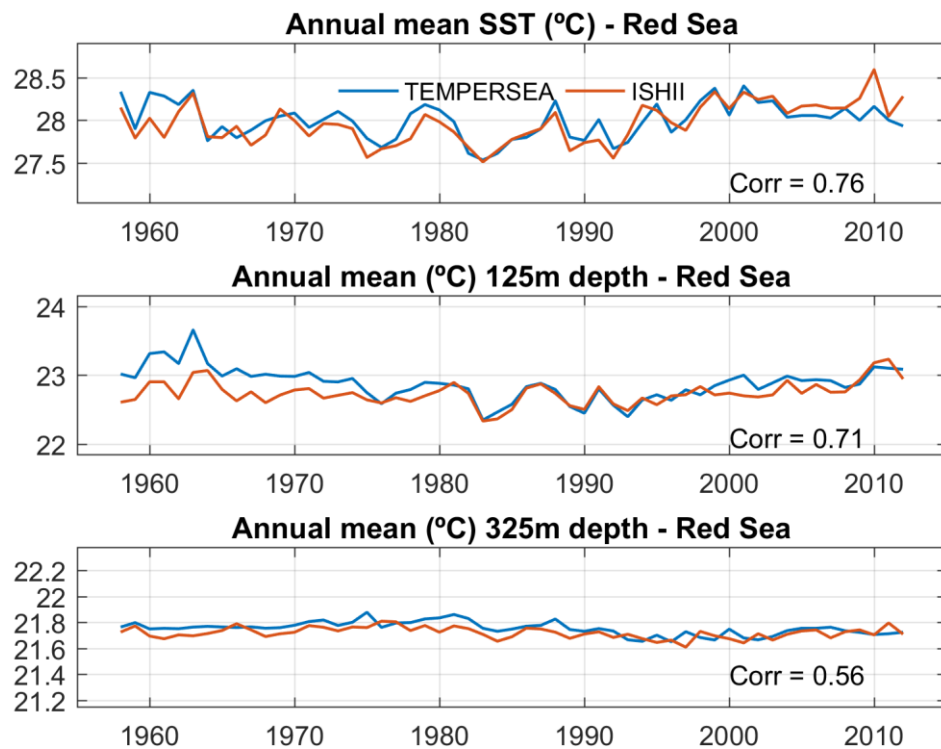 Annual mean SST (ºC) - Red Sea
28.5
28
27.5
TEMPERSEA ISHII
Corr = 0.76
1960 1970 1980 1990 2000 2010
Annual mean (ºC) 125m depth - Red Sea
24
23
22
Corr = 0.71
1960 1970 1980 1990 2000 2010
Annual mean (ºC) 325m depth - Red Sea
22.2
22
21.8
21.6
21.4
21.2
Corr = 0.56
1960 1970 1980 1990 2000 2010